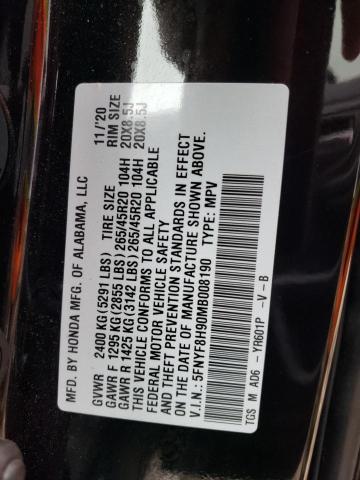 MFD. BY HONDA MFG. OF ALABAMA, LLC 11/'20
GVWR 2400 KG(5291 LBS) TIRE SIZE RIM SIZE
GAWR F 1295 KG(2855 LBS) 265/45R20 104H 20X8.5J
GAWR R 1425 KG(3142 LBS) 265/45R20 104H 20X8.5J
THIS VEHICLE CONFORMS TO ALL APPLICABLE
FEDERAL MOTOR VEHICLE SAFETY
AND THEFT PREVENTION STANDARDS IN EFFECT
ON THE DATE OF MANUFACTURE SHOWN ABOVE.
V.I.N.: 5FNYF8H90MB008190 TYPE: MPV
TGS M AD6 - YR601P -V -B